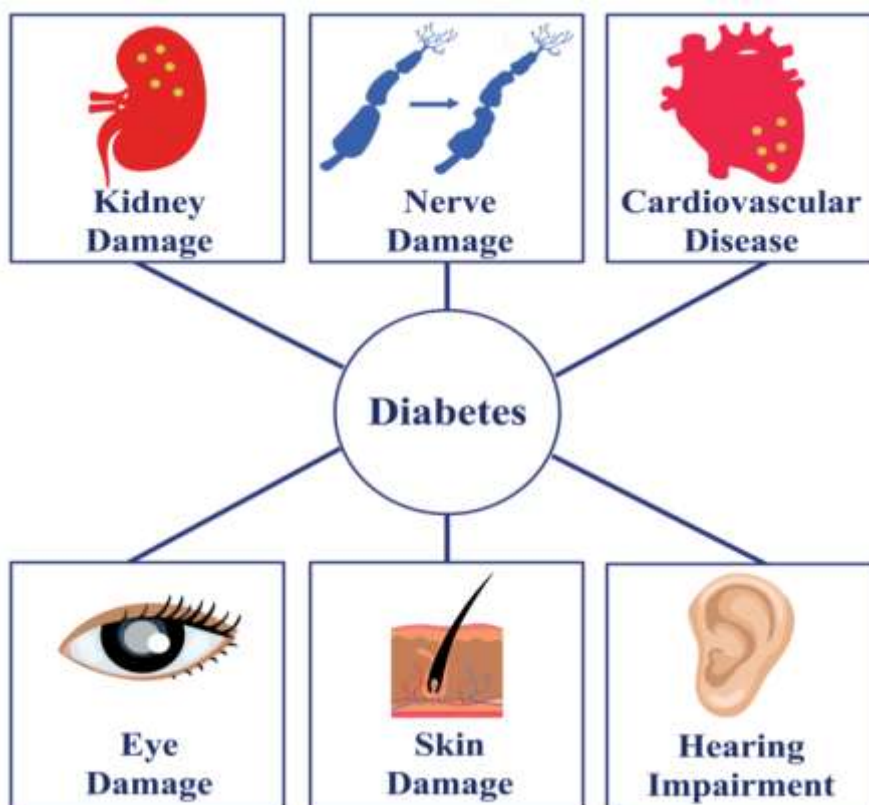 Kidney
Damage
Nerve
Damage
Cardiovascular
Disease
Diabetes
Eye
Damage
Skin
Damage
Hearing
Impairment